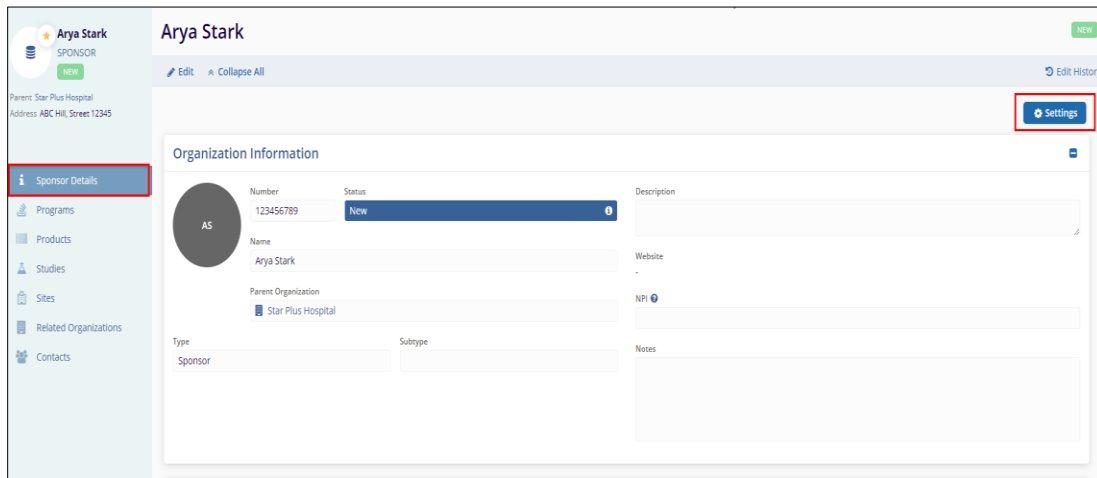 Arya Stark
SPONSOR
NEW
Parent Star Plus Hospital
Address ABC Hill, Street 12345
Sponsor Details
Programs
Products
Studies
Sites
Related Organizations
Contacts
Arya Stark
NEW
Edit Collapse All
Edit Histor
Settings
Organization Information
AS
Number Status
123456789 New
Name
Arya Stark
Parent Organization
Star Plus Hospital
Type Subtype
Sponsor
Description
Website
-
NPI
Notes